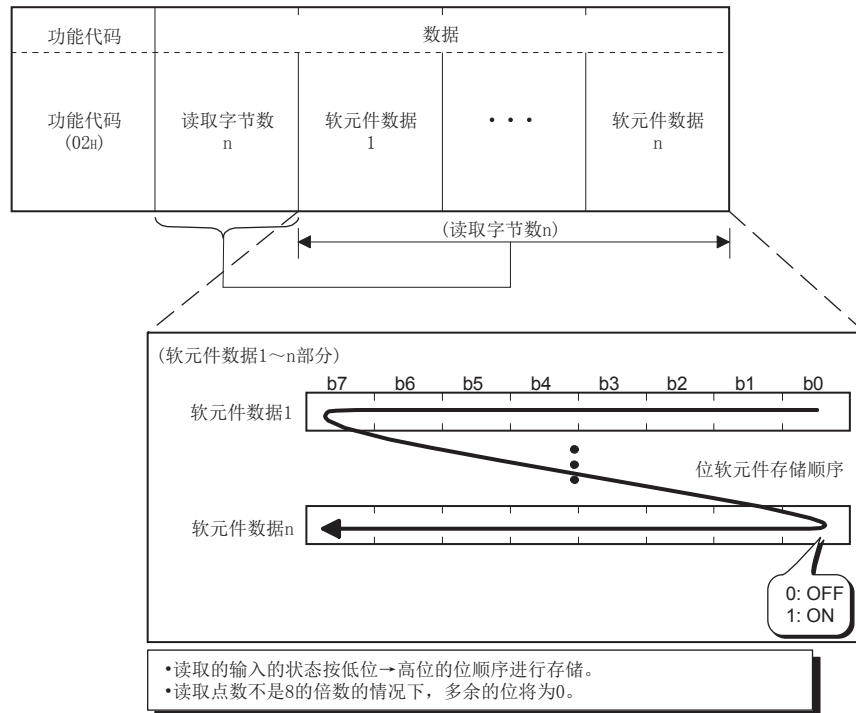 功能代码 数据
功能代码 读取字节数 软元件数据 ··· 软元件数据
(02H) n 1 n
(读取字节数n)
(软元件数据1～n部分)
b7 b6 b5 b4 b3 b2 b1 b0
软元件数据1
位软元件存储顺序
软元件数据n
0: OFF
1: ON
•读取的输入的状态按低位→高位的位顺序进行存储。
•读取点数不是8的倍数的情况下，多余的位将为0。